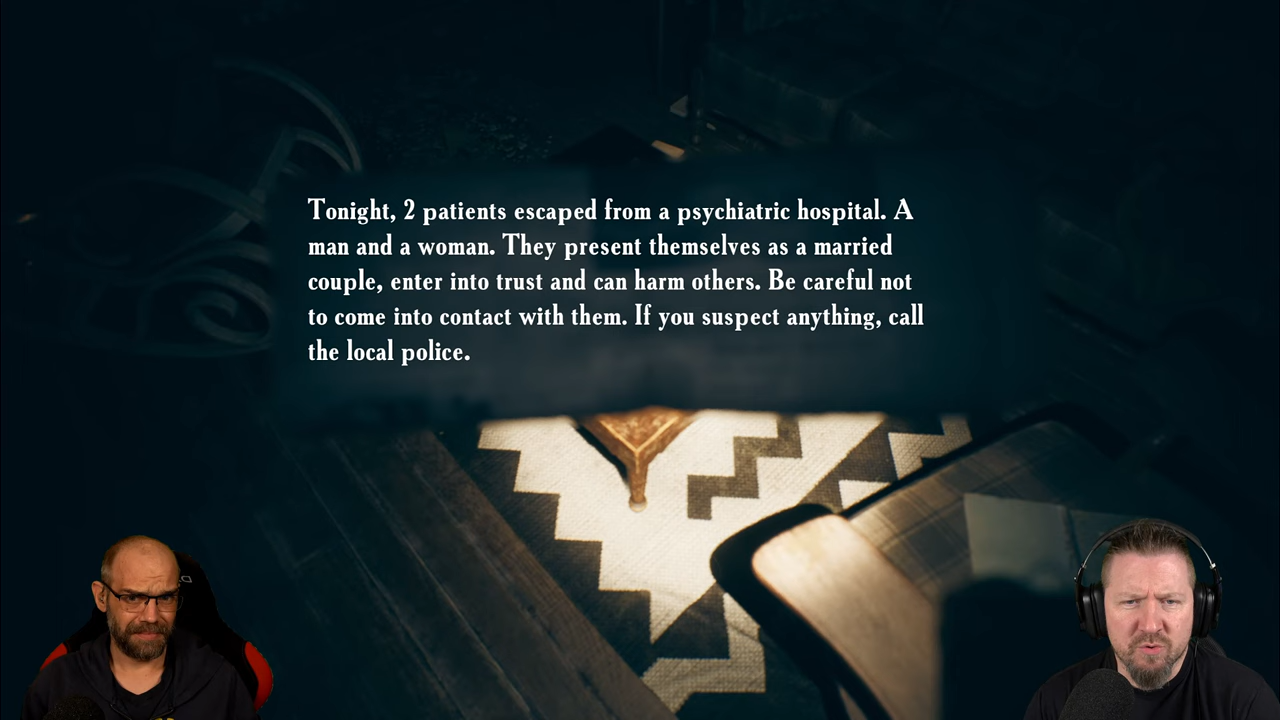 Tonight, 2 patients escaped from a psychiatric hospital. A
man and a woman. They present themselves as a married
couple, enter into trust and can harm others. Be careful not
to come into contact with them. If you suspect anything, call
the local police.